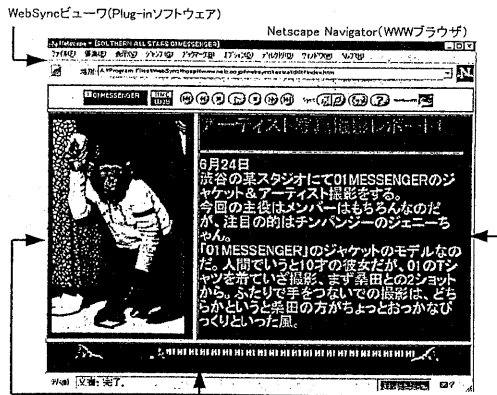 WebSyncビューワ(Plug-inソフトウェア)
Netscape Navigator(WWWブラウザ)
Netscape - [SOUTHERN ALL STARS 01MESSENGER]
01MESSENGER
アーティスト写真撮影レポート!
6月24日
渋谷の某スタジオにて01MESSENGERのジ
ャケット&アーティスト撮影をする。
今回の主役はメンバーはもちろんなのだ
が、注目の的はチンパンジーのジェニーち
ゃん。
「01MESSENGER」のジャケットのモデルなの
だ。人間でいうと10才の彼女だが、01のTシ
ャツを着ていざ撮影、まず桑田との2ショット
から。ふたりで手をつないでの撮影は、どち
らかというと桑田の方がちょっとおっかなび
っくりといった風。
文書: 完了。